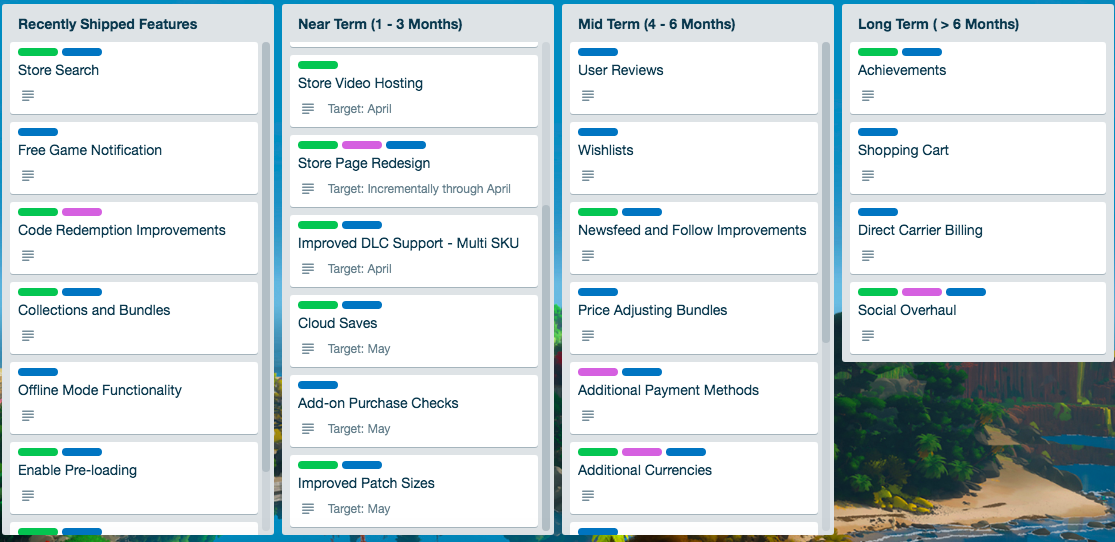 Recently Shipped Features
Store Search
Free Game Notification
Code Redemption Improvements
Collections and Bundles
Offline Mode Functionality
Enable Pre-loading
Near Term (1 - 3 Months)
Store Video Hosting
Target: April
Store Page Redesign
Target: Incrementally through April
Improved DLC Support - Multi SKU
Target: April
Cloud Saves
Target: May
Add-on Purchase Checks
Target: May
Improved Patch Sizes
Target: May
Mid Term (4 - 6 Months)
User Reviews
Wishlists
Newsfeed and Follow Improvements
Price Adjusting Bundles
Additional Payment Methods
Additional Currencies
Long Term ( > 6 Months)
Achievements
Shopping Cart
Direct Carrier Billing
Social Overhaul